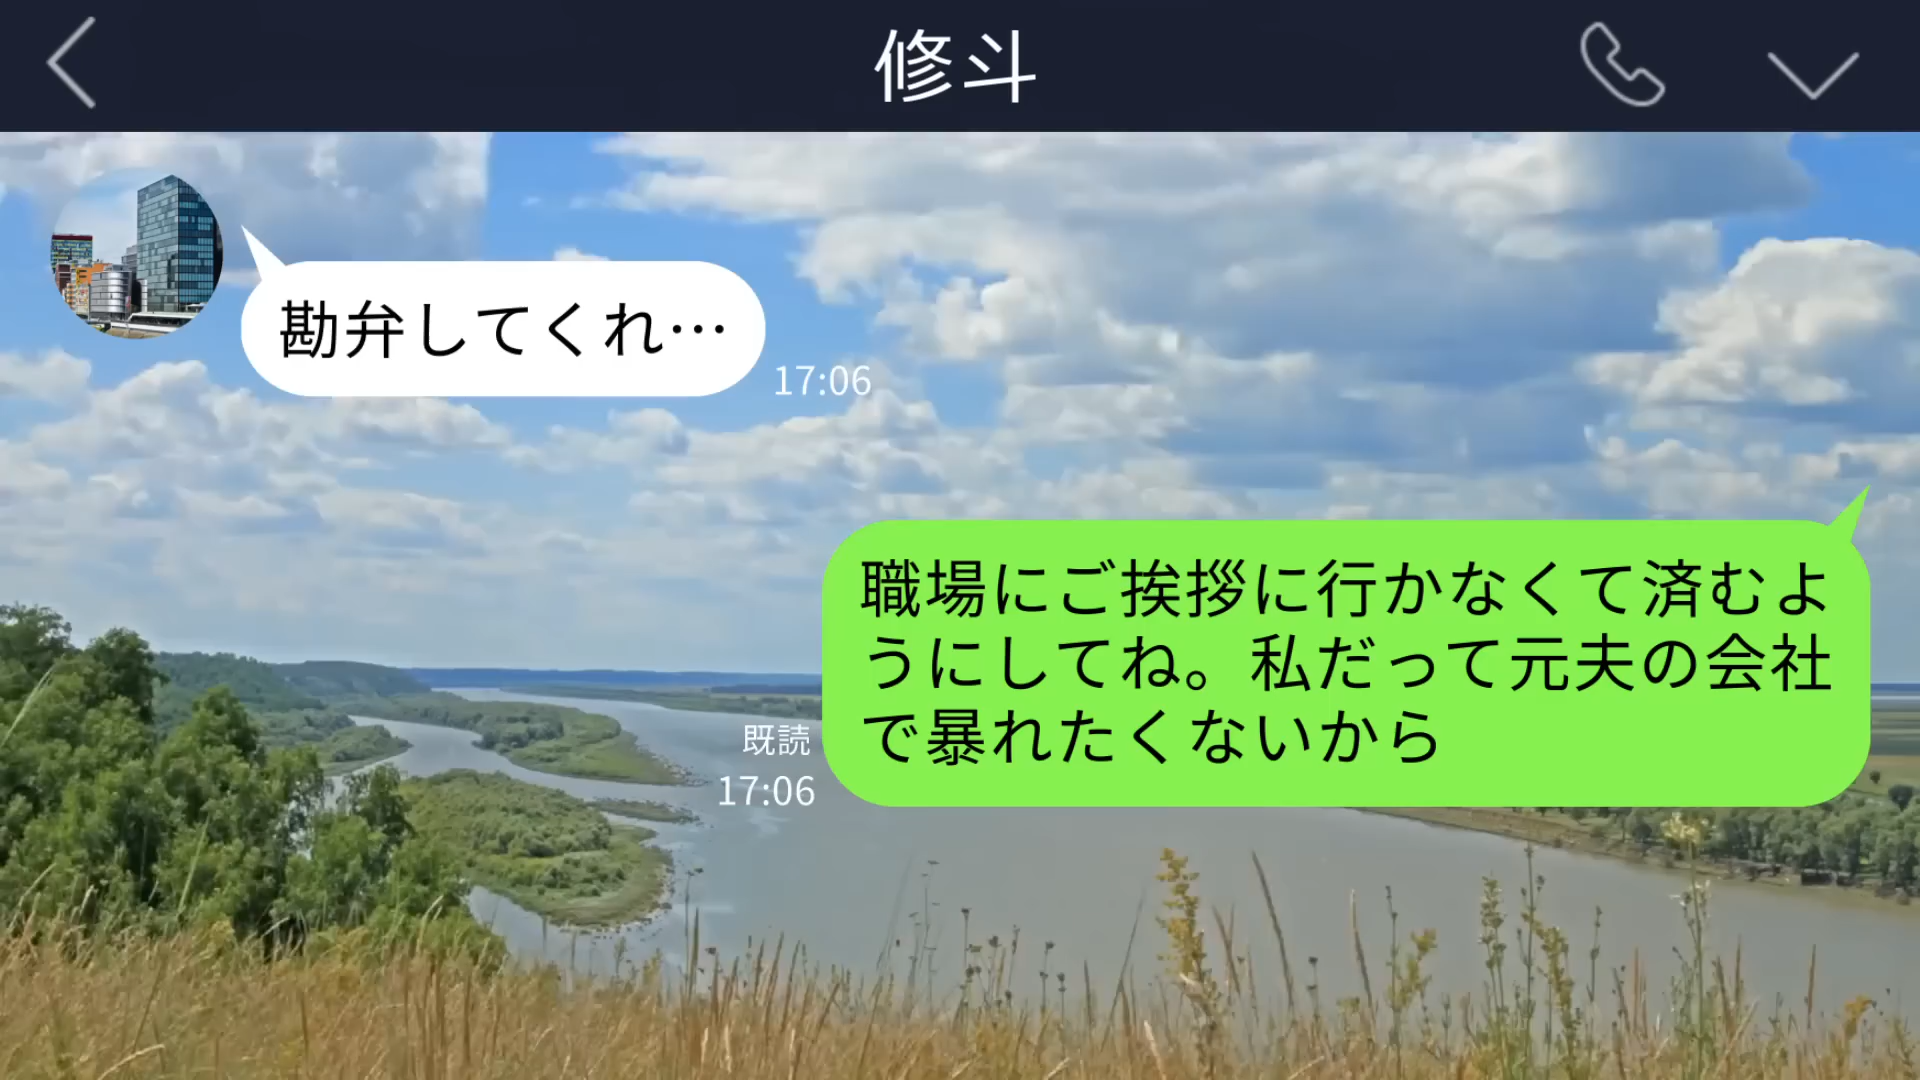 修斗
勘弁してくれ…
17:06
職場にご挨拶に行かなくて済むよ
うにしてね。私だって元夫の会社
で暴れたくないから
既読
17:06